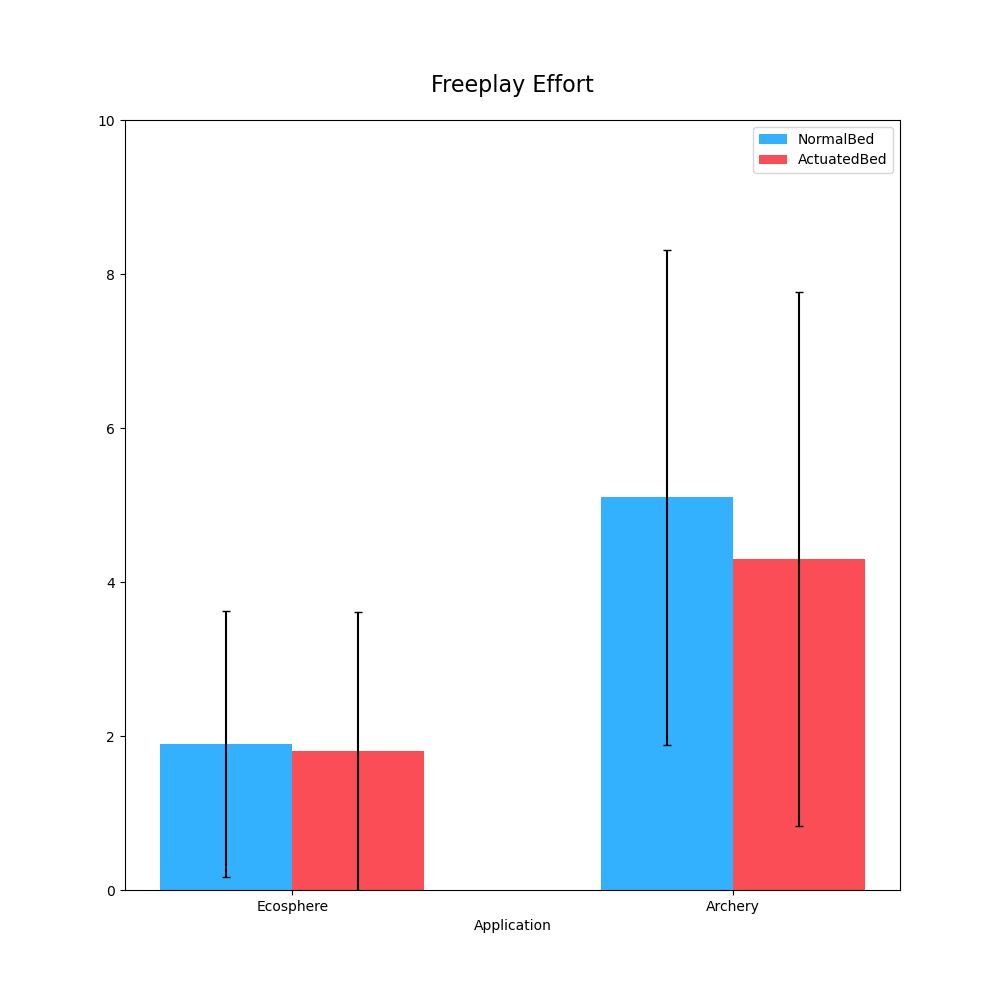 Freeplay Effort
NormalBed
ActuatedBed
10
8
6
4
2
0
Ecosphere
Archery
Application